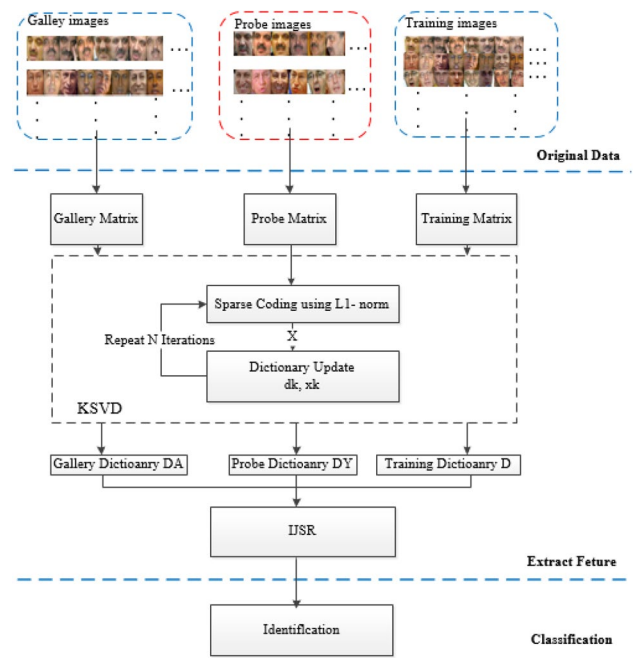 Galley images
Probe images
Training images
Original Data
Gallery Matrix
Probe Matrix
Training Matrix
Sparse Coding using L1- norm
Repeat N Iterations
X
Dictionary Update
dk, xk
KSVD
Gallery Dictioanry DA
Probe Dictioanry DY
Training Dictioanry D
IJSR
Extract Feture
Identification
Classification